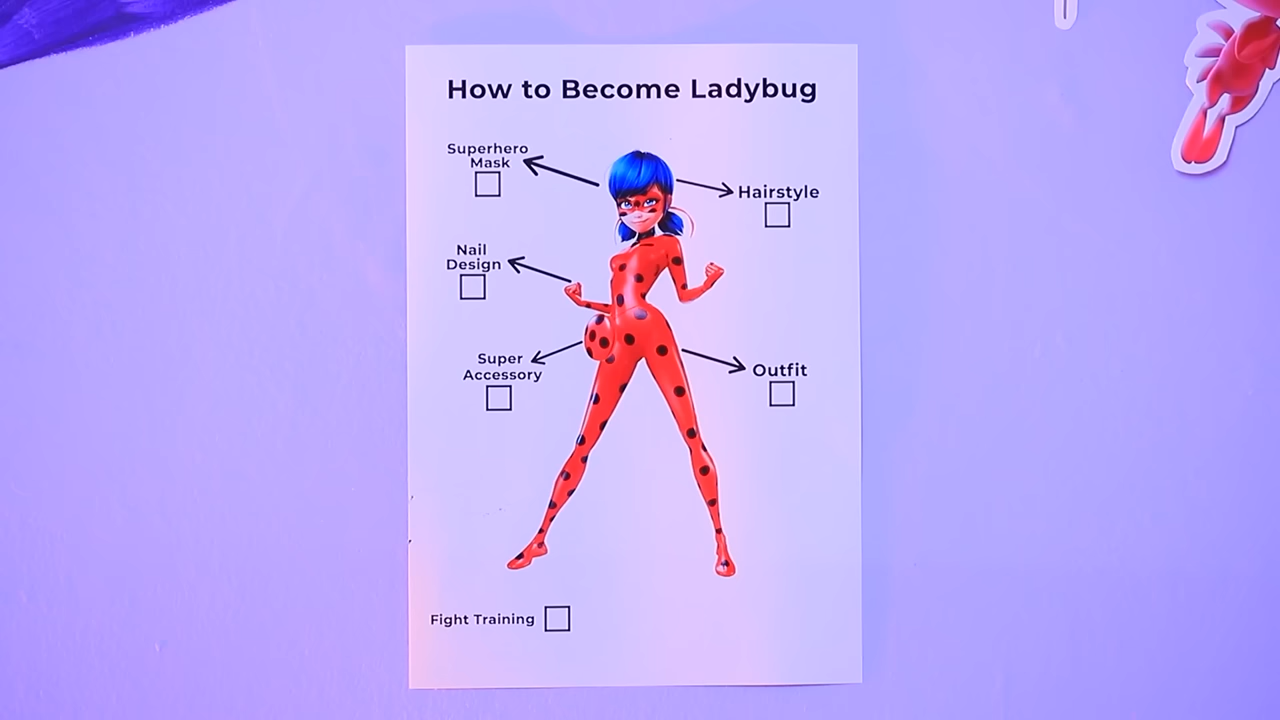 How to Become Ladybug
Superhero
Mask
Hairstyle
Nail
Design
Super
Accessory
Outfit
Fight Training